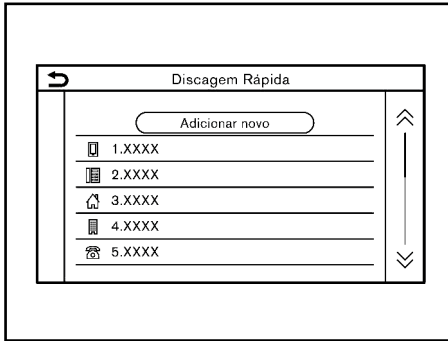 Discagem Rápida
Adicionar novo
1.XXXX
2.XXXX
3.XXXX
4.XXXX
5.XXXX